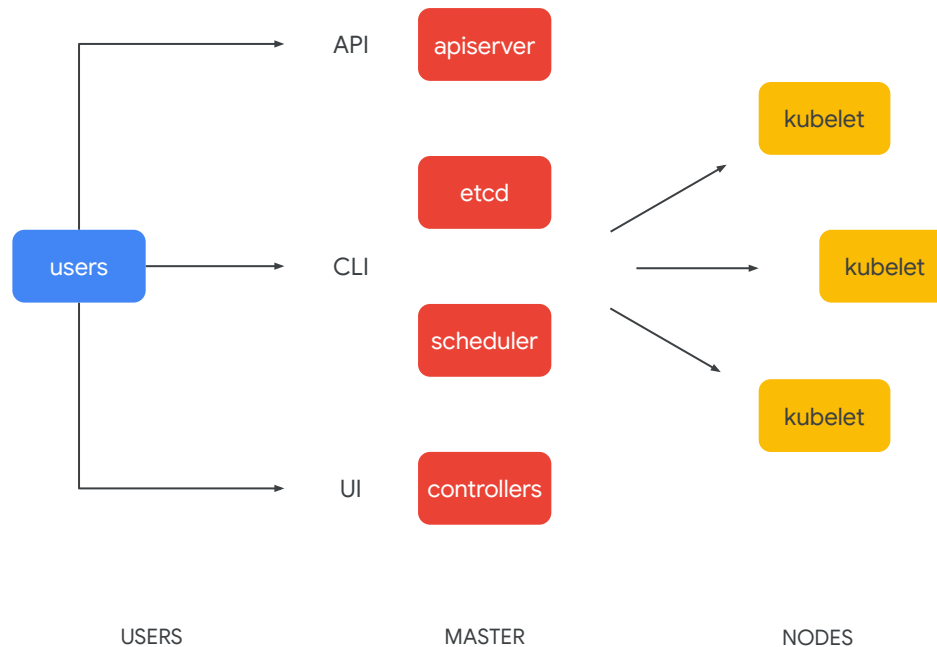 API
apiserver
kubelet
etcd
users
CLI
kubelet
scheduler
kubelet
UI
controllers
USERS
MASTER
NODES